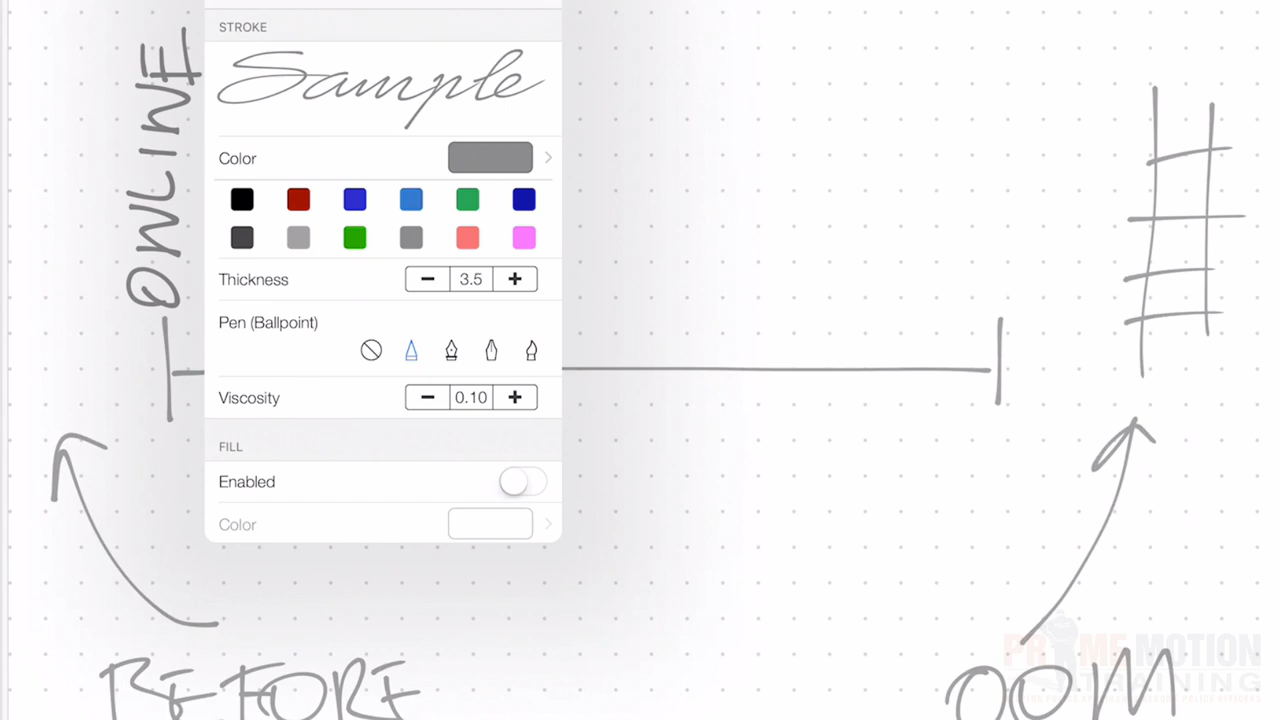 STROKE
Sample
ONLINE
Color
Thickness
3.5
Pen (Ballpoint)
Viscosity
0.10
FILL
Enabled
Color
BEFORE
OOM
PRIME MOTION
TRAINING